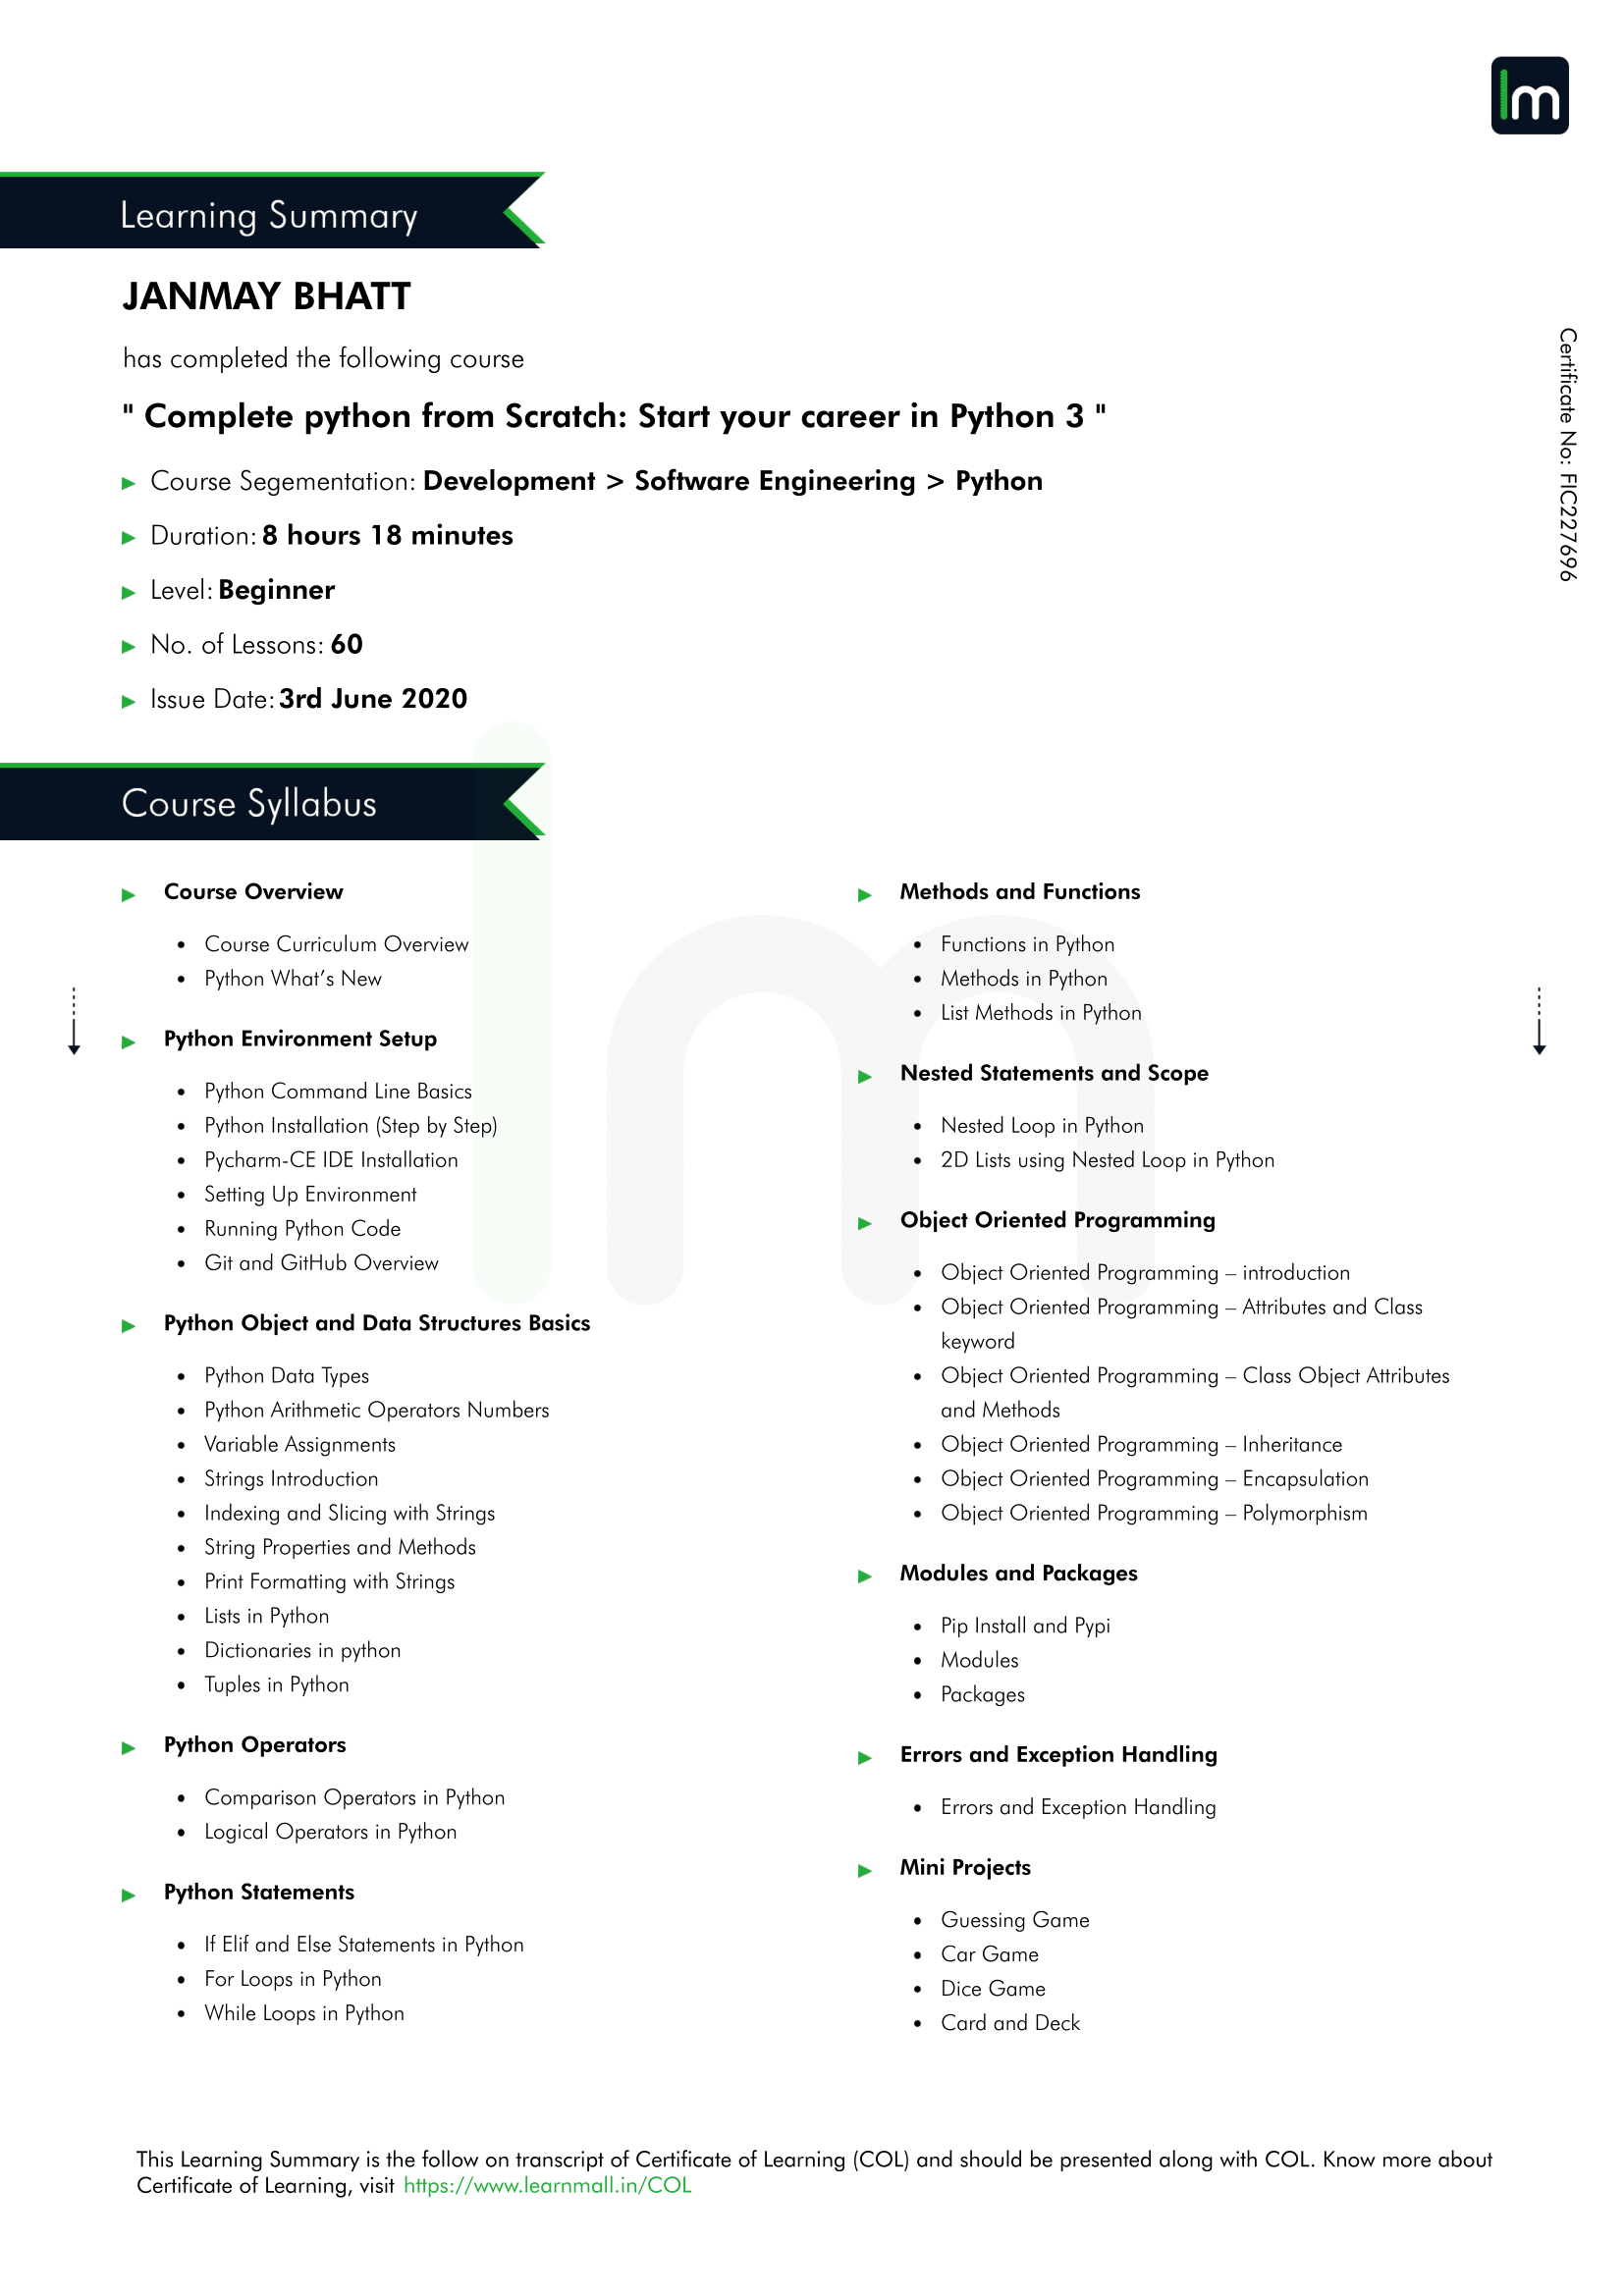 lm
Learning Summary
JANMAY BHATT
has completed the following course
" Complete python from Scratch: Start your career in Python 3 "
Course Segementation: Development > Software Engineering > Python
Duration: 8 hours 18 minutes
Level: Beginner
No. of Lessons: 60
Issue Date: 3rd June 2020
Certificate No: FIC227696
Course Syllabus
Course Overview
• Course Curriculum Overview
• Python What's New
Python Environment Setup
• Python Command Line Basics
• Python Installation (Step by Step)
• Pycharm-CE IDE Installation
• Setting Up Environment
• Running Python Code
• Git and GitHub Overview
Python Object and Data Structures Basics
• Python Data Types
• Python Arithmetic Operators Numbers
• Variable Assignments
• Strings Introduction
• Indexing and Slicing with Strings
• String Properties and Methods
• Print Formatting with Strings
• Lists in Python
• Dictionaries in python
• Tuples in Python
Python Operators
• Comparison Operators in Python
• Logical Operators in Python
Python Statements
• If Elif and Else Statements in Python
• For Loops in Python
• While Loops in Python
Methods and Functions
• Functions in Python
• Methods in Python
• List Methods in Python
Nested Statements and Scope
• Nested Loop in Python
• 2D Lists using Nested Loop in Python
Object Oriented Programming
• Object Oriented Programming – introduction
• Object Oriented Programming – Attributes and Class
keyword
• Object Oriented Programming – Class Object Attributes
and Methods
• Object Oriented Programming – Inheritance
• Object Oriented Programming – Encapsulation
• Object Oriented Programming – Polymorphism
Modules and Packages
• Pip Install and Pypi
• Modules
• Packages
Errors and Exception Handling
• Errors and Exception Handling
Mini Projects
• Guessing Game
• Car Game
• Dice Game
• Card and Deck
lm
This Learning Summary is the follow on transcript of Certificate of Learning (COL) and should be presented along with COL. Know more about
Certificate of Learning, visit https://www.learnmall.in/COL